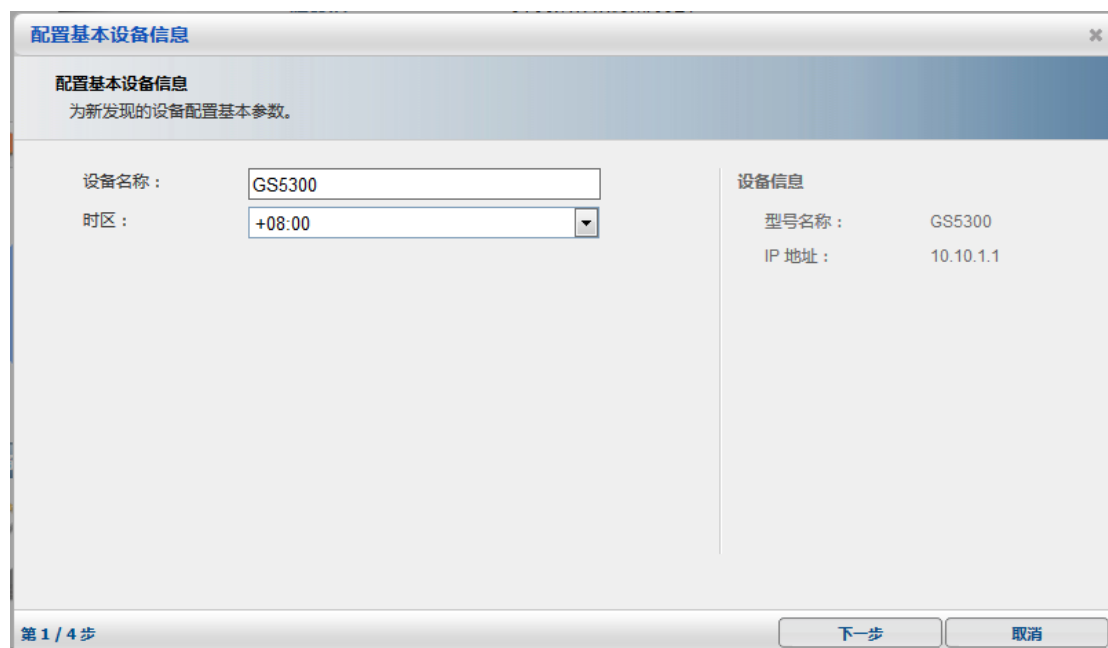 配置基本设备信息
配置基本设备信息
为新发现的设备配置基本参数。
设备名称：
GS5300
时区：
+08:00
设备信息
型号名称：
GS5300
IP 地址：
10.10.1.1
第 1 / 4 步
下一步
取消